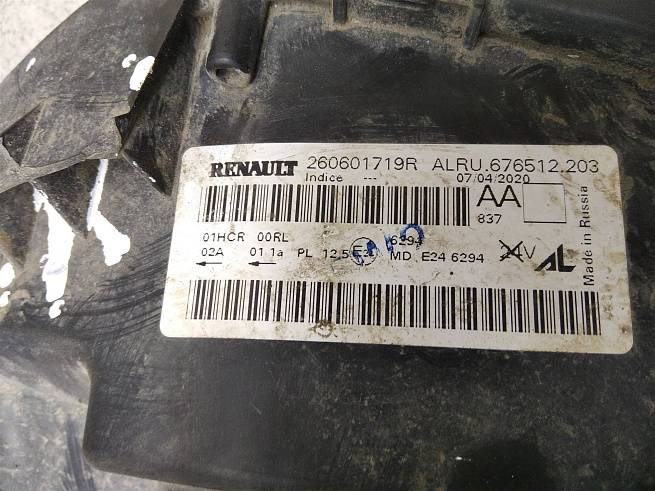 RENAULT 260601719R ALRU.676512.203
Indice --- 07/04/2020
AA
837
01HCR 00RL 6294
02A 01 1a PL 12,5 MD E24 6294 24V AL
Made in Russia